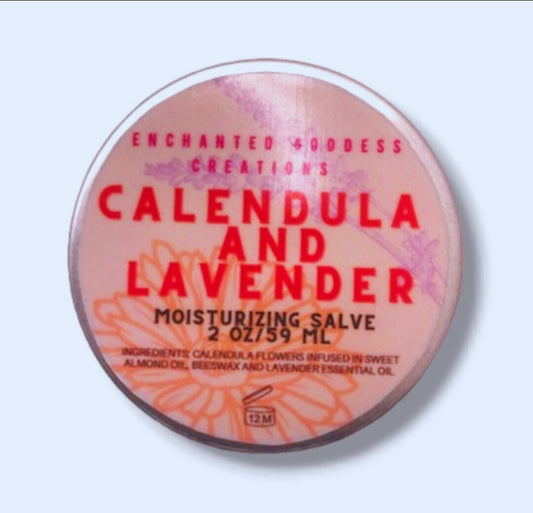 ENCHANTED GODDESS
CREATIONS
CALENDULA
AND
LAVENDER
MOISTURIZING SALVE
2 OZ/59 ML
INGREDIENTS: CALENDULA FLOWERS INFUSED IN SWEET
ALMOND OIL, BEESWAX AND LAVENDER ESSENTIAL OIL
12M